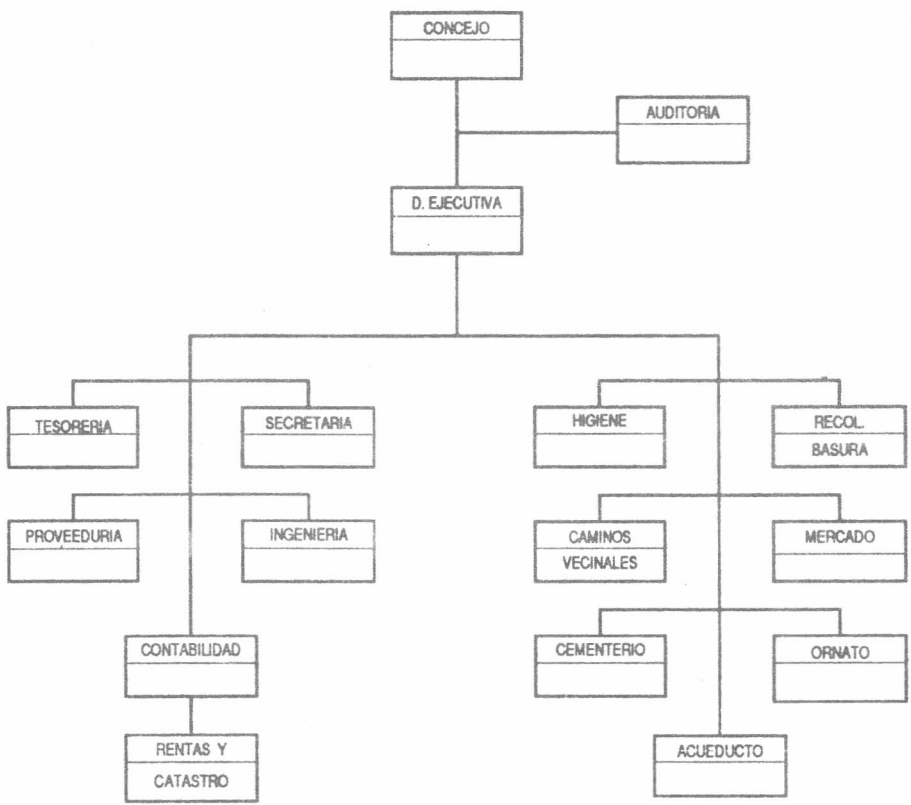 CONCEJO
AUDITORIA
D. EJECUTIVA
TESORERIA
SECRETARIA
HIGIENE
RECOL.
BASURA
PROVEEDURIA
INGENIERIA
CAMINOS
VECINALES
MERCADO
CONTABILIDAD
CEMENTERIO
ORNATO
RENTAS Y
CATASTRO
ACUEDUCTO